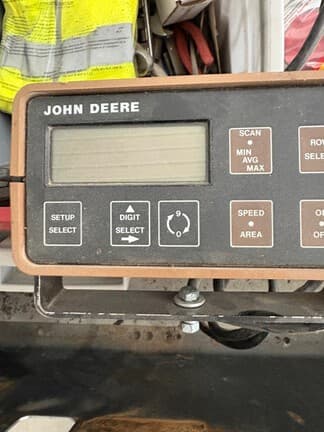 JOHN DEERE
SCAN
MIN
AVG
MAX
ROW
SELE
SETUP
SELECT
DIGIT
SELECT
9
0
SPEED
AREA
O
OF